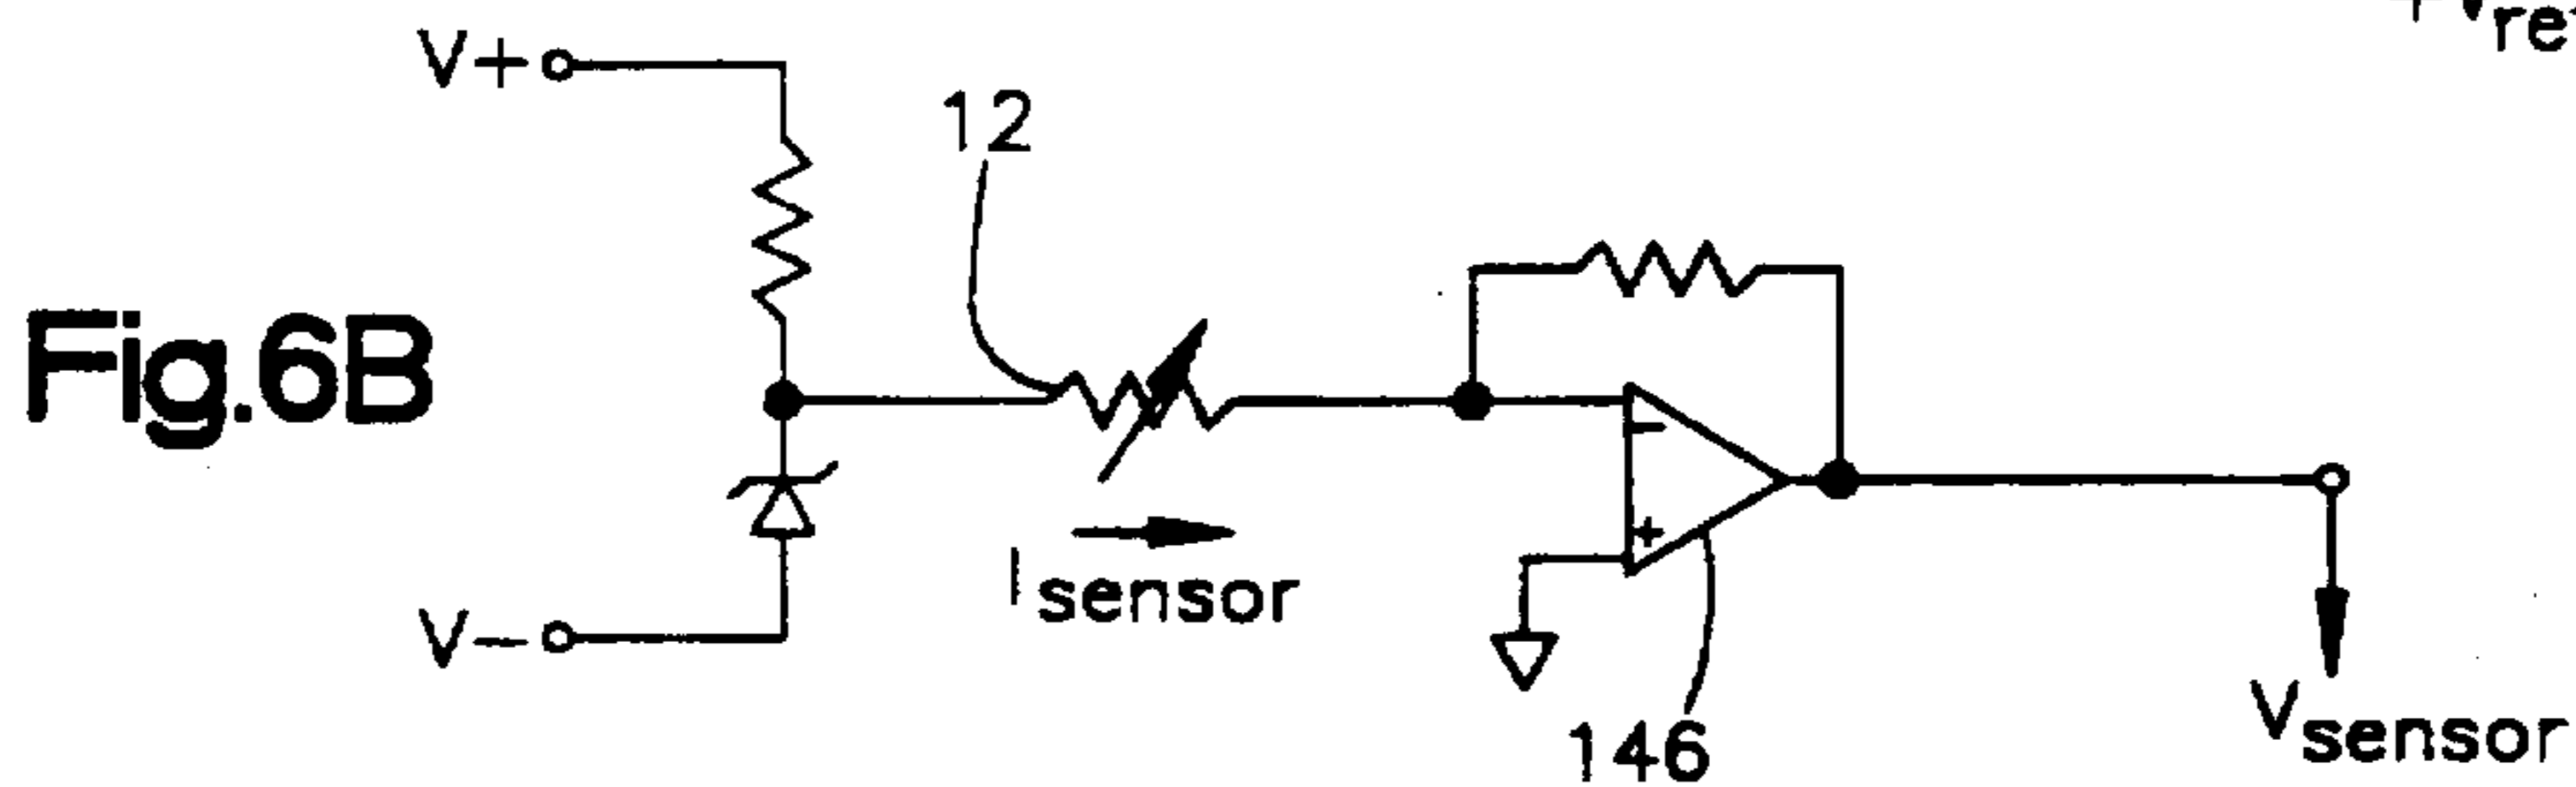 V+
12
Fig.6B
−
+
I sensor
V−
146
V sensor